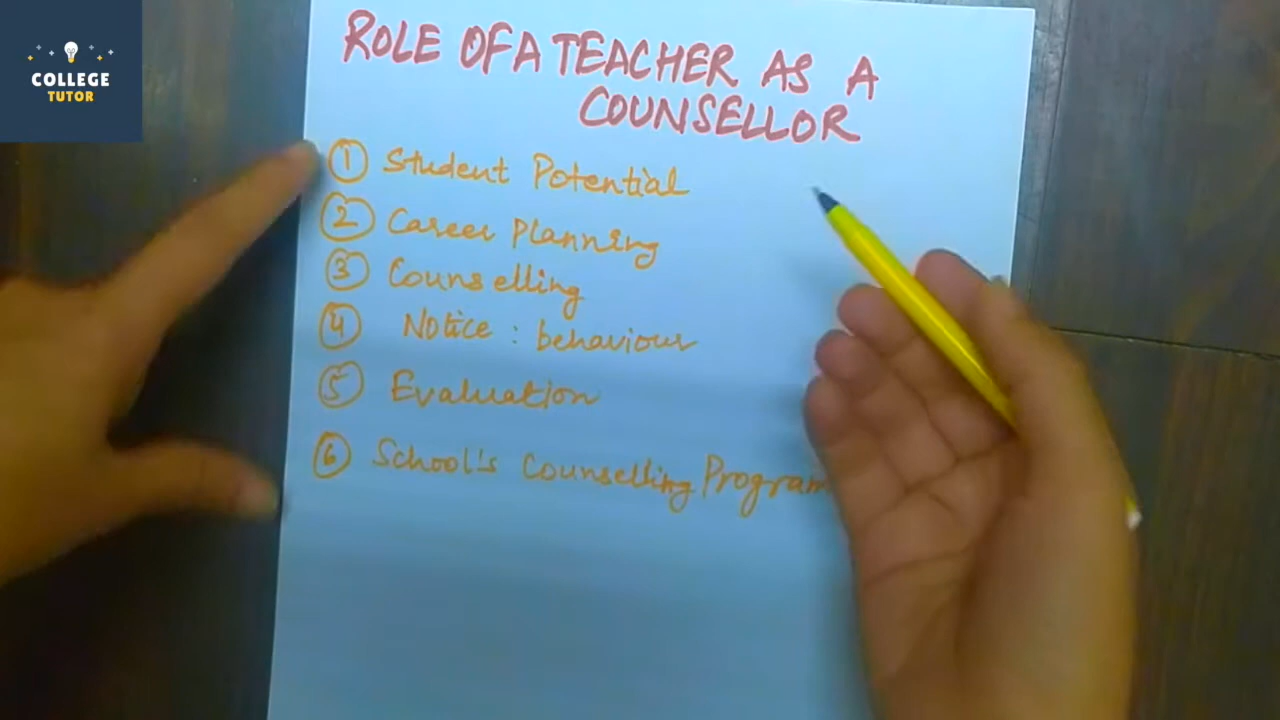 COLLEGE
TUTOR
ROLE OF A TEACHER AS A
COUNSELLOR
1 Student Potential
2 Career Planning
3 Counselling
4 Notice : behaviour
5 Evaluation
6 School's Counselling Program